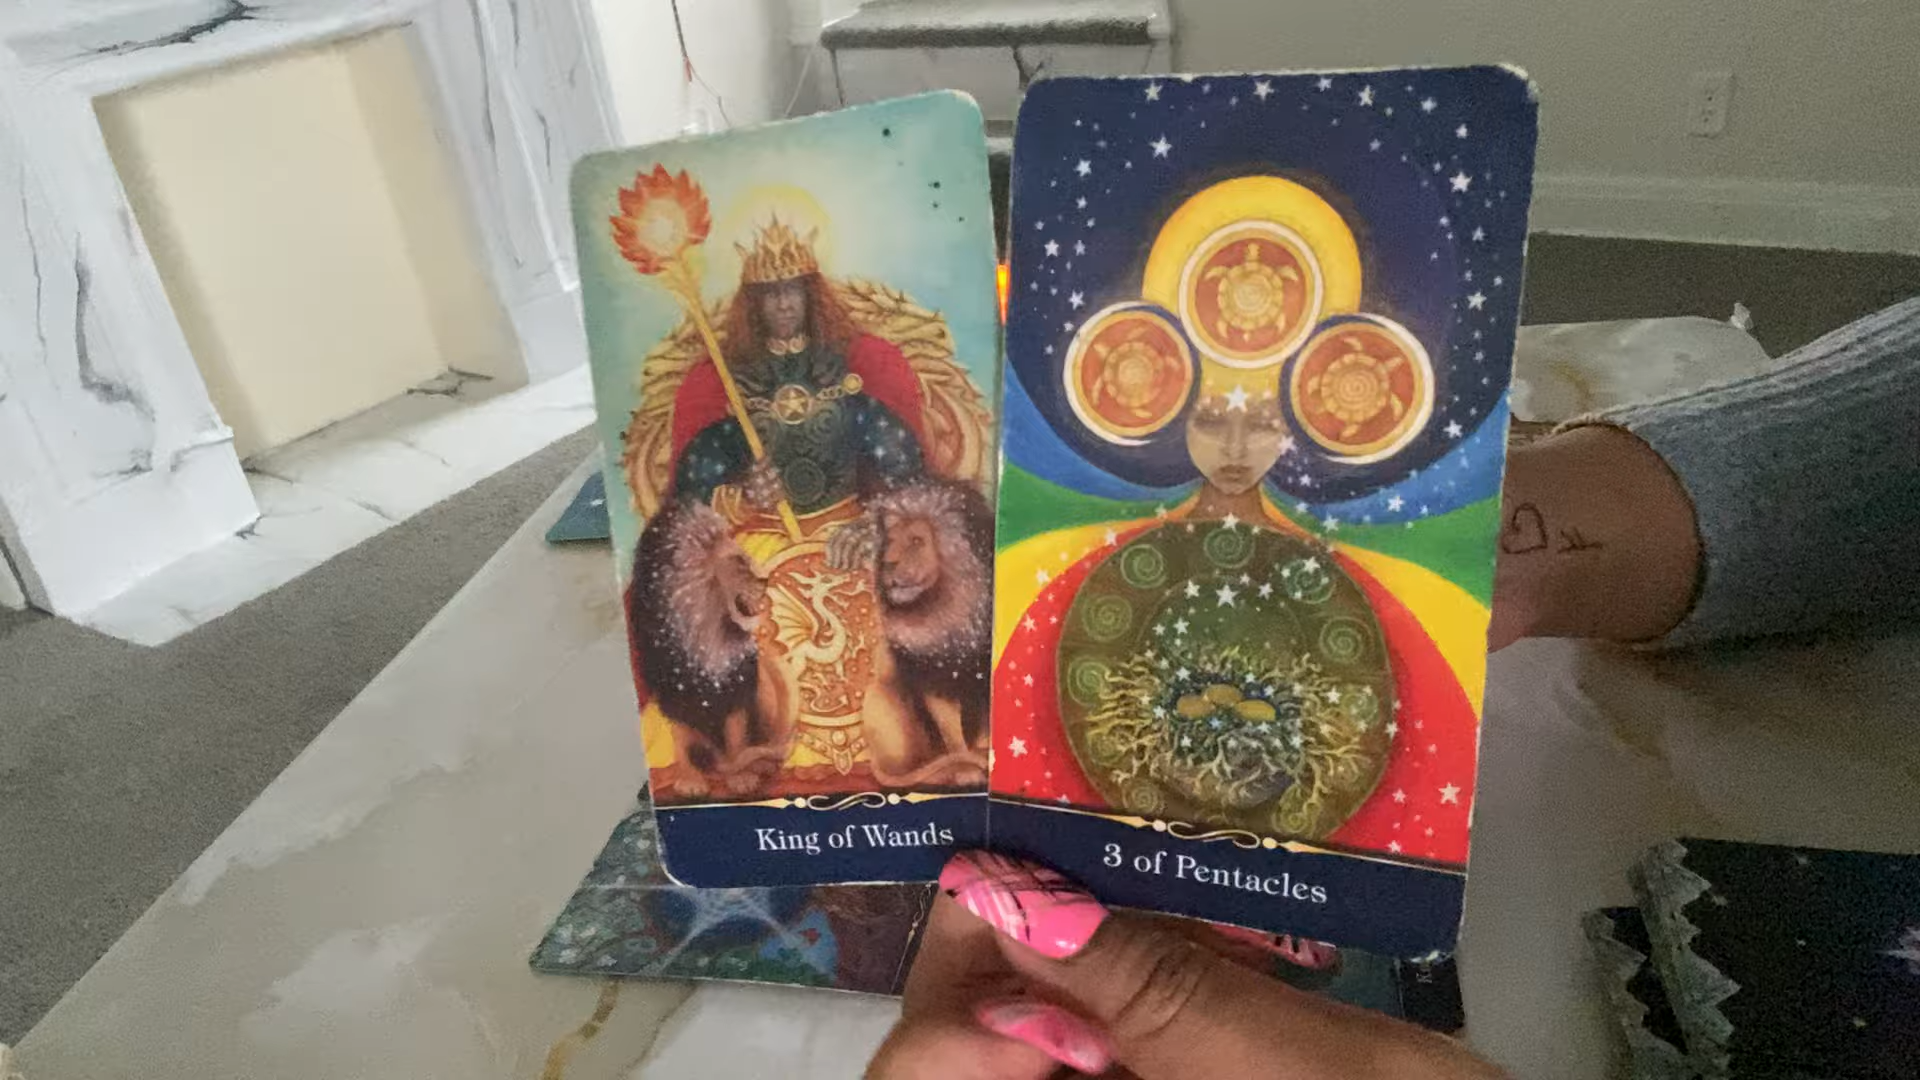 King of Wands
3 of Pentacles